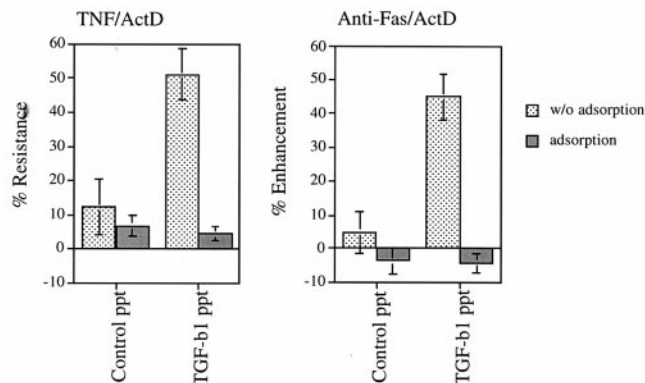 TNF/ActD
60
50
40
30
20
10
0
-10
% Resistance
Control ppt
TGF-b1 ppt
Anti-Fas/ActD
60
50
40
30
20
10
0
-10
% Enhancement
Control ppt
TGF-b1 ppt
w/o adsorption
adsorption